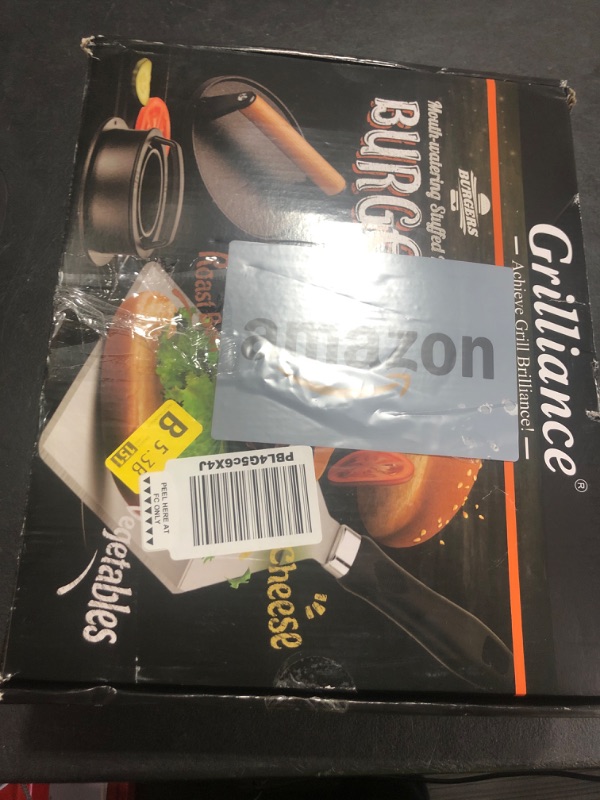 Grilliance®
— Achieve Grill Brilliance! —
BURGERS
Mouth-watering Stuffed
BURG
amazon
Roast
B
5.3B
151
PBL4G5c6X4J
PEEL HERE AT
FC ONLY
Cheese
Vegetables